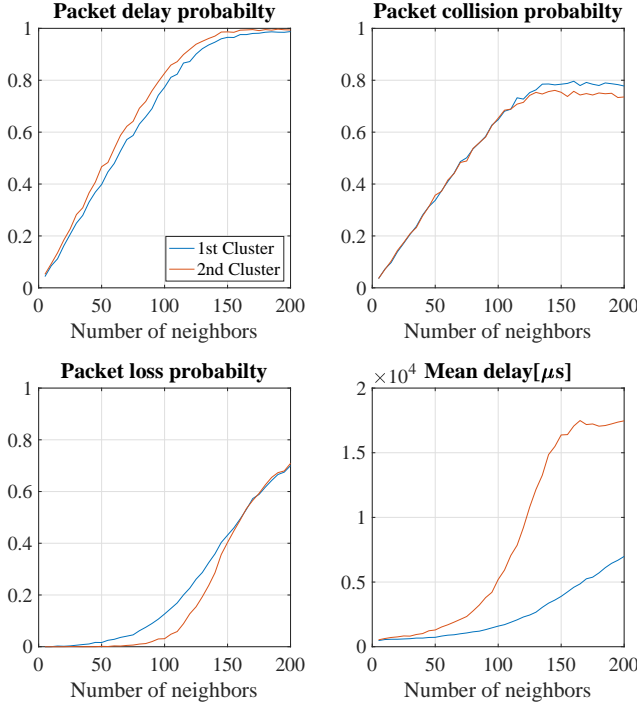 Packet delay probabilty
1
0.8
0.6
0.4
0.2
0
1st Cluster
2nd Cluster
0 50 100 150 200
Number of neighbors
Packet collision probabilty
1
0.8
0.6
0.4
0.2
0
0 50 100 150 200
Number of neighbors
Packet loss probabilty
1
0.8
0.6
0.4
0.2
0
0 50 100 150 200
Number of neighbors
Mean delay[μs]
×10⁴
2
1.5
1
0.5
0
0 50 100 150 200
Number of neighbors